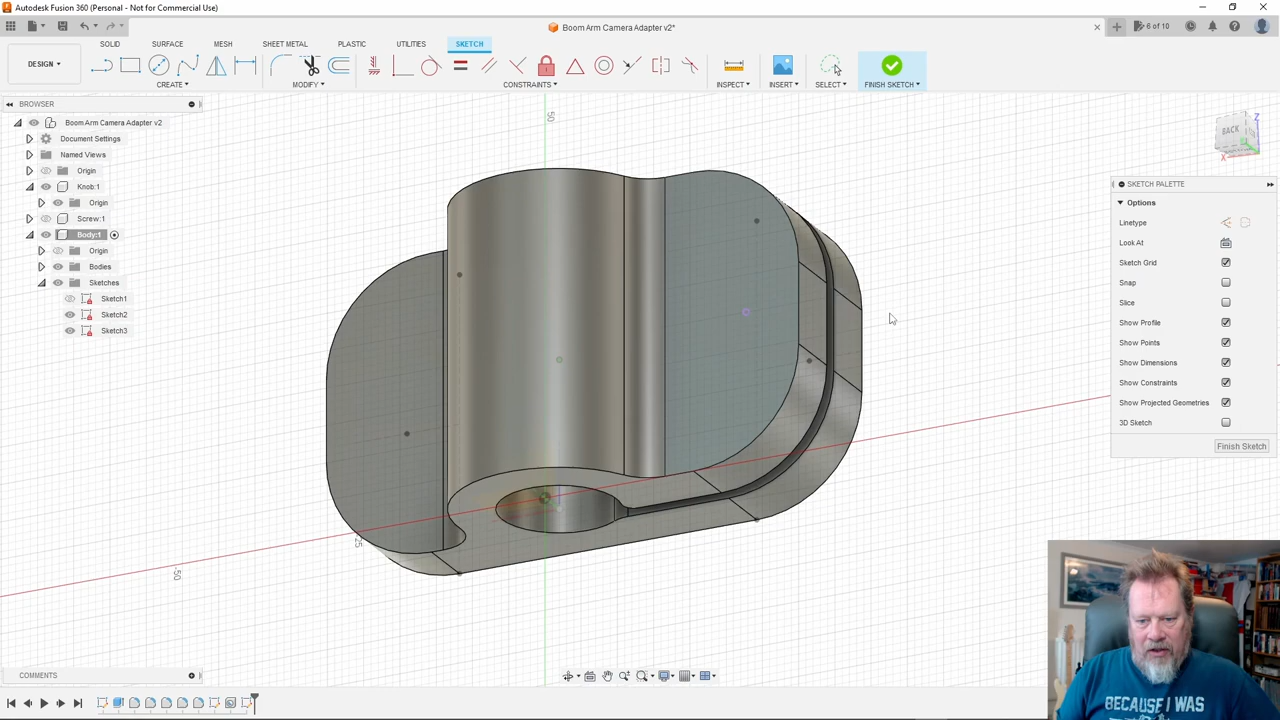 Autodesk Fusion 360 (Personal - Not for Commercial Use)
Boom Arm Camera Adapter v2*
6 of 10
DESIGN
SOLID SURFACE MESH SHEET METAL PLASTIC UTILITIES SKETCH
CREATE MODIFY CONSTRAINTS INSPECT INSERT SELECT FINISH SKETCH
BROWSER
Boom Arm Camera Adapter v2
Document Settings
Named Views
Origin
Knob:1
Origin
Screw:1
Body:1
Origin
Bodies
Sketches
Sketch1
Sketch2
Sketch3
50
25
-50
BACK
Z
X
SKETCH PALETTE
Options
Linetype
Look At
Sketch Grid
Snap
Slice
Show Profile
Show Points
Show Dimensions
Show Constraints
Show Projected Geometries
3D Sketch
Finish Sketch
COMMENTS
BECAUSE I WAS